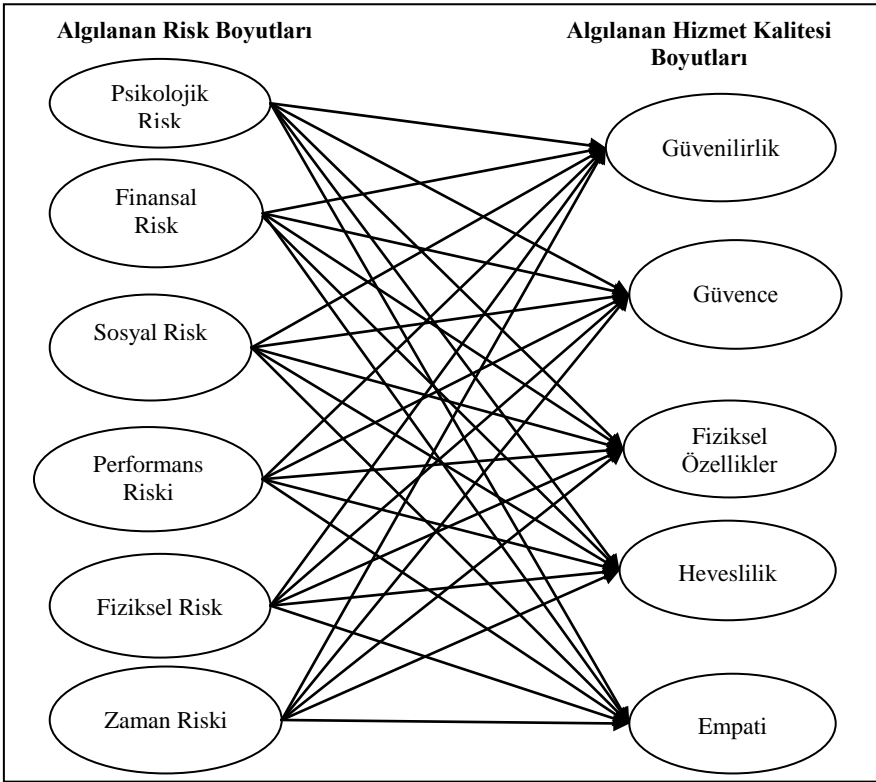 Algılanan Risk Boyutları
Psikolojik
Risk
Finansal
Risk
Sosyal Risk
Performans
Riski
Fiziksel Risk
Zaman Riski
Algılanan Hizmet Kalitesi
Boyutları
Güvenilirlik
Güvence
Fiziksel
Özellikler
Heveslilik
Empati